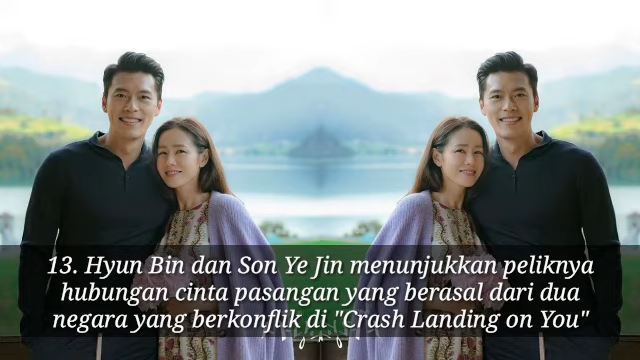 13. Hyun Bin dan Son Ye Jin menunjukkan peliknya
hubungan cinta pasangan yang berasal dari dua
negara yang berkonflik di "Crash Landing on You"